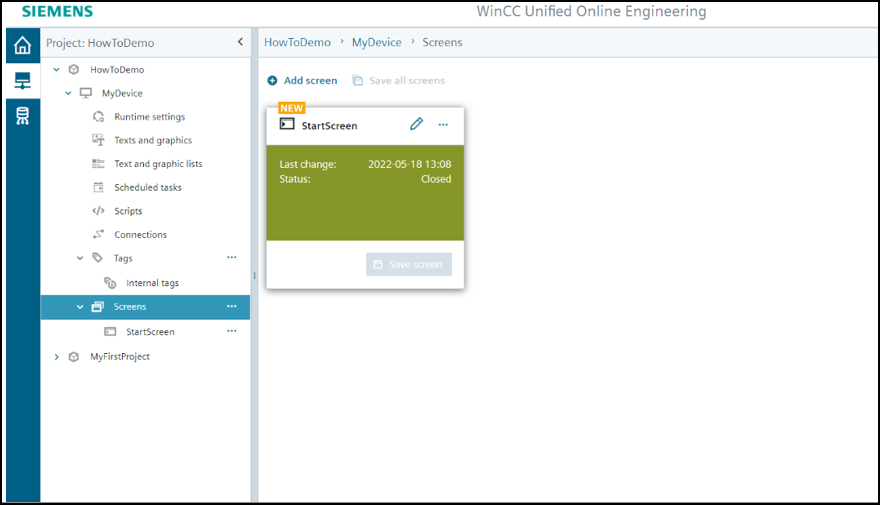 SIEMENS
WinCC Unified Online Engineering
Project: HowToDemo
HowToDemo
MyDevice
Runtime settings
Texts and graphics
Text and graphic lists
Scheduled tasks
Scripts
Connections
Tags
Internal tags
Screens
StartScreen
MyFirstProject
HowToDemo > MyDevice > Screens
Add screen Save all screens
NEW
StartScreen
Last change: 2022-05-18 13:08
Status: Closed
Save screen